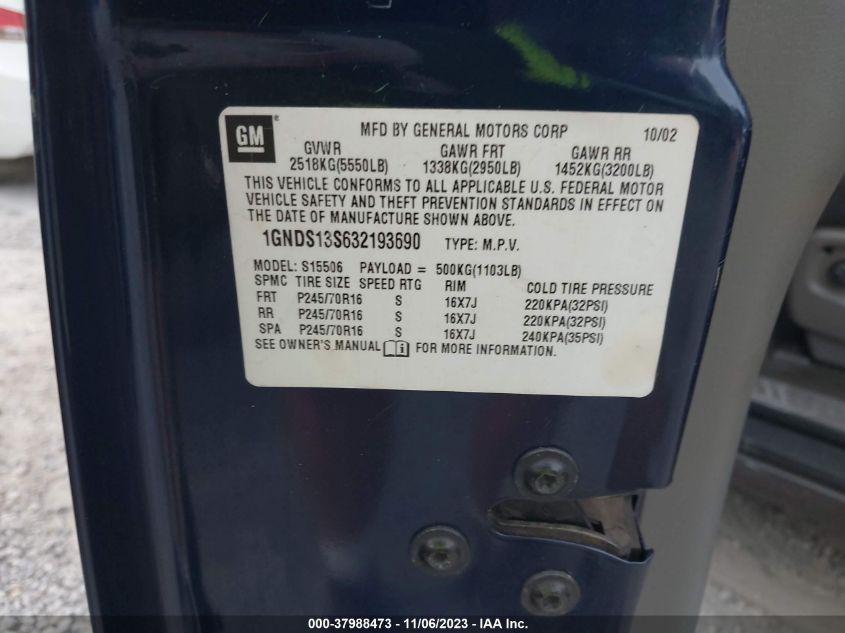 GM ® MFD BY GENERAL MOTORS CORP 10/02
GVWR GAWR FRT GAWR RR
2518KG(5550LB) 1338KG(2950LB) 1452KG(3200LB)
THIS VEHICLE CONFORMS TO ALL APPLICABLE U.S. FEDERAL MOTOR
VEHICLE SAFETY AND THEFT PREVENTION STANDARDS IN EFFECT ON
THE DATE OF MANUFACTURE SHOWN ABOVE.
1GNDS13S632193690 TYPE: M.P.V.
MODEL: S15506 PAYLOAD = 500KG(1103LB)
SPMC TIRE SIZE SPEED RTG RIM COLD TIRE PRESSURE
FRT P245/70R16 S 16X7J 220KPA(32PSI)
RR P245/70R16 S 16X7J 220KPA(32PSI)
SPA P245/70R16 S 16X7J 240KPA(35PSI)
SEE OWNER'S MANUAL FOR MORE INFORMATION.
000-37988473 - 11/06/2023 - IAA Inc.